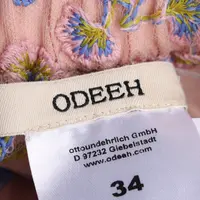 ODEEH
ottoundehrlich GmbH
D 97232 Giebelstadt
www.odeeh.com
34